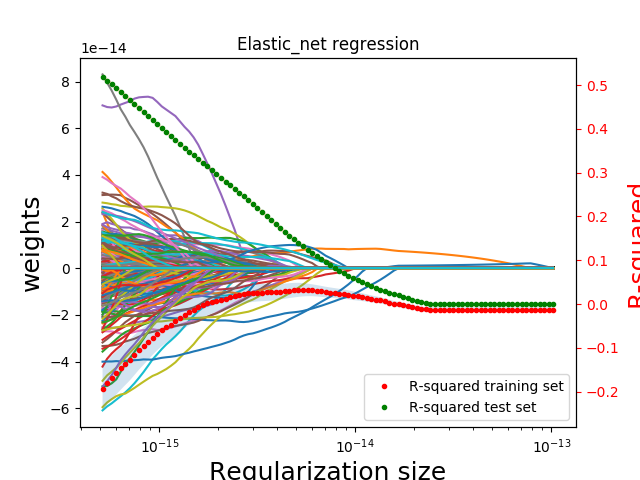 Elastic_net regression
1e−14
8
6
4
2
0
−2
−4
−6
weights
0.5
0.4
0.3
0.2
0.1
0.0
−0.1
−0.2
R-squared
R-squared training set
R-squared test set
10⁻¹⁵
10⁻¹⁴
10⁻¹³
Regularization size